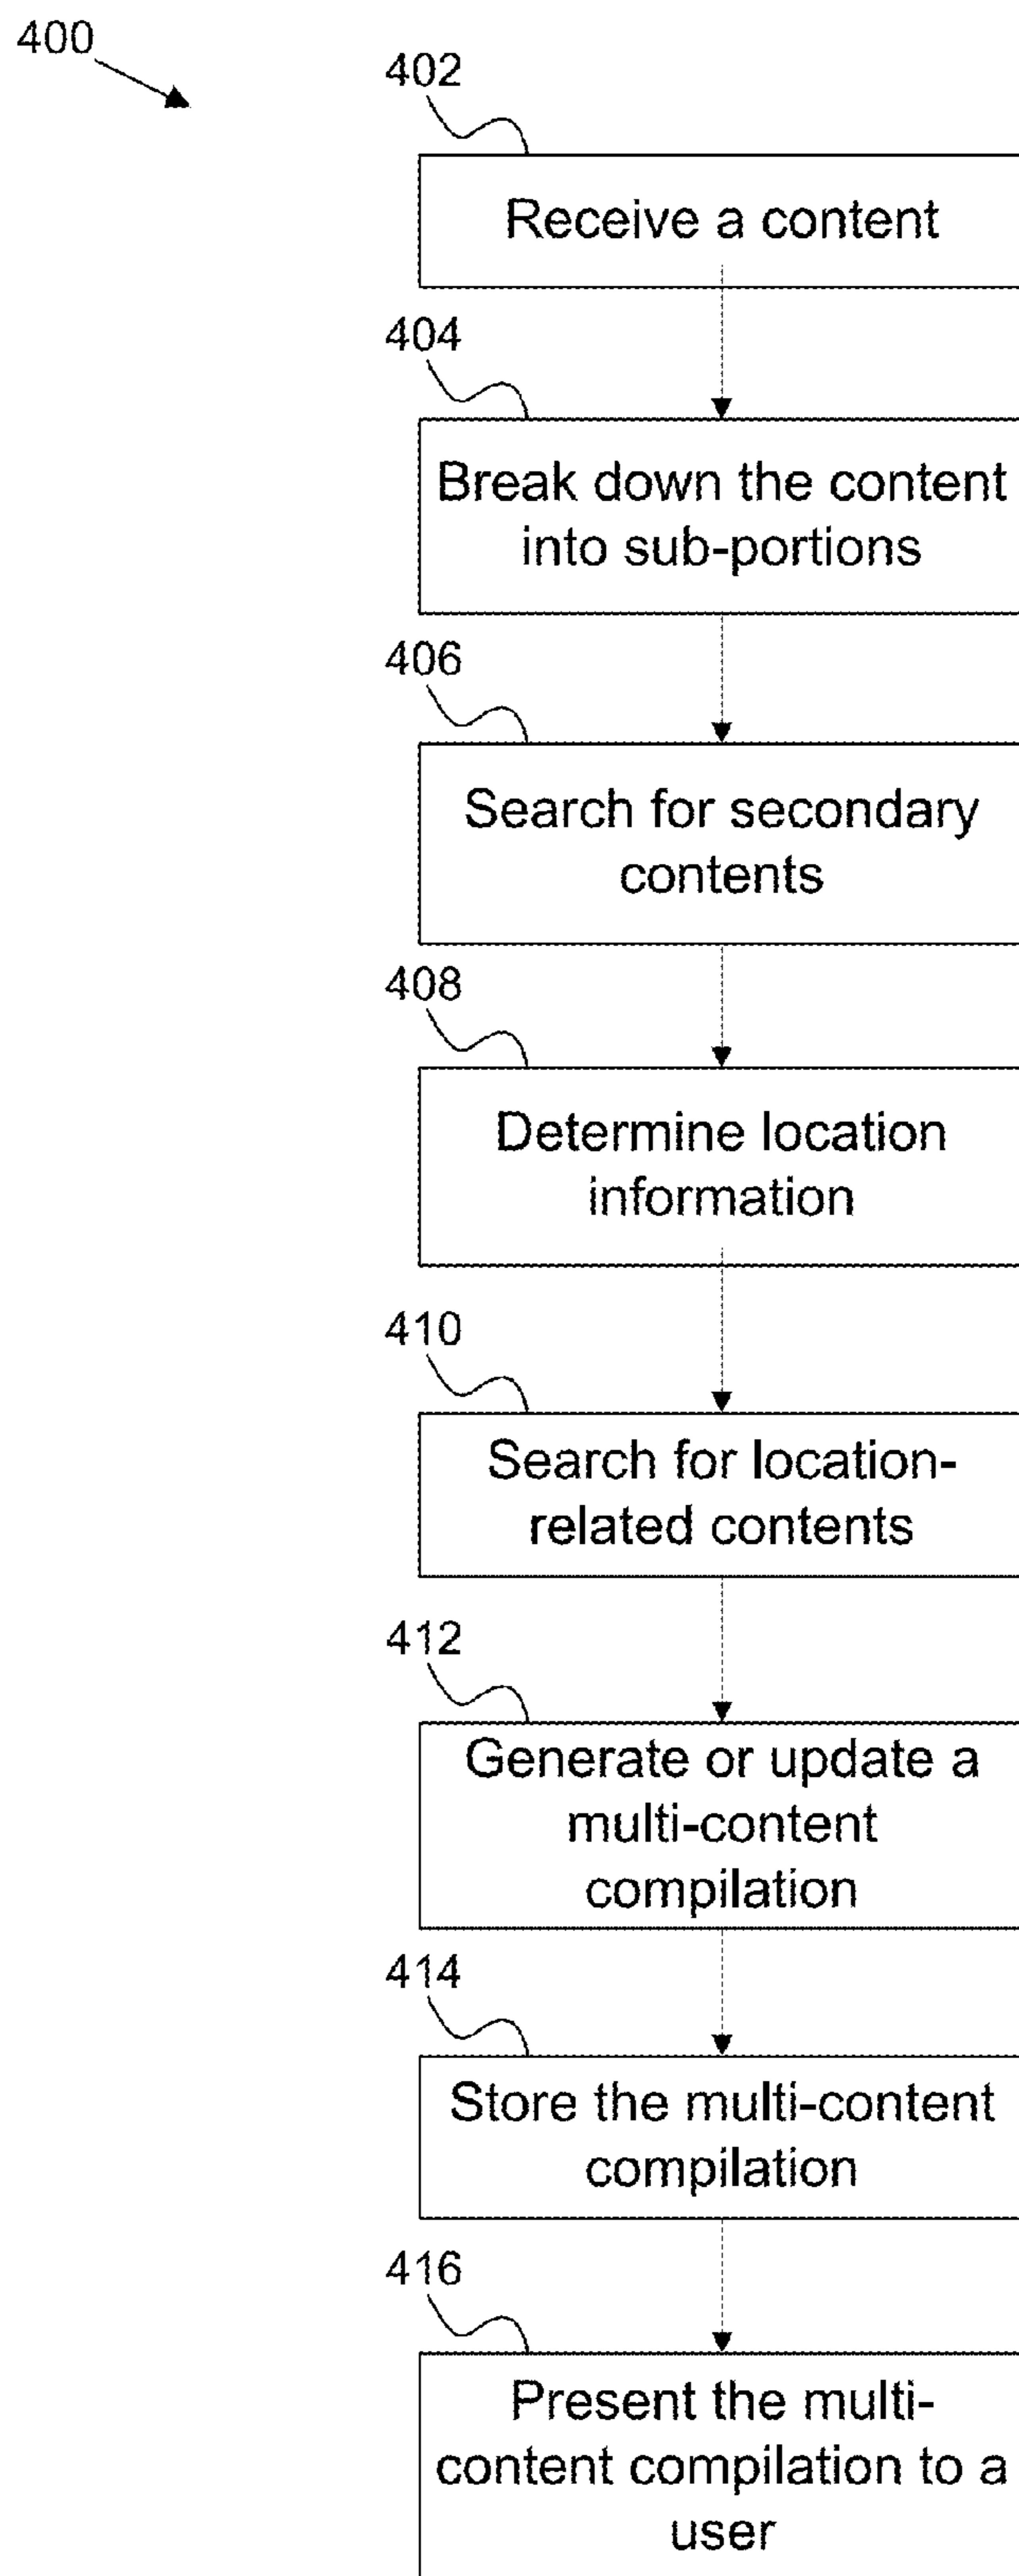 400
402
Receive a content
404
Break down the content
into sub-portions
406
Search for secondary
contents
408
Determine location
information
410
Search for location-
related contents
412
Generate or update a
multi-content
compilation
414
Store the multi-content
compilation
416
Present the multi-
content compilation to a
user